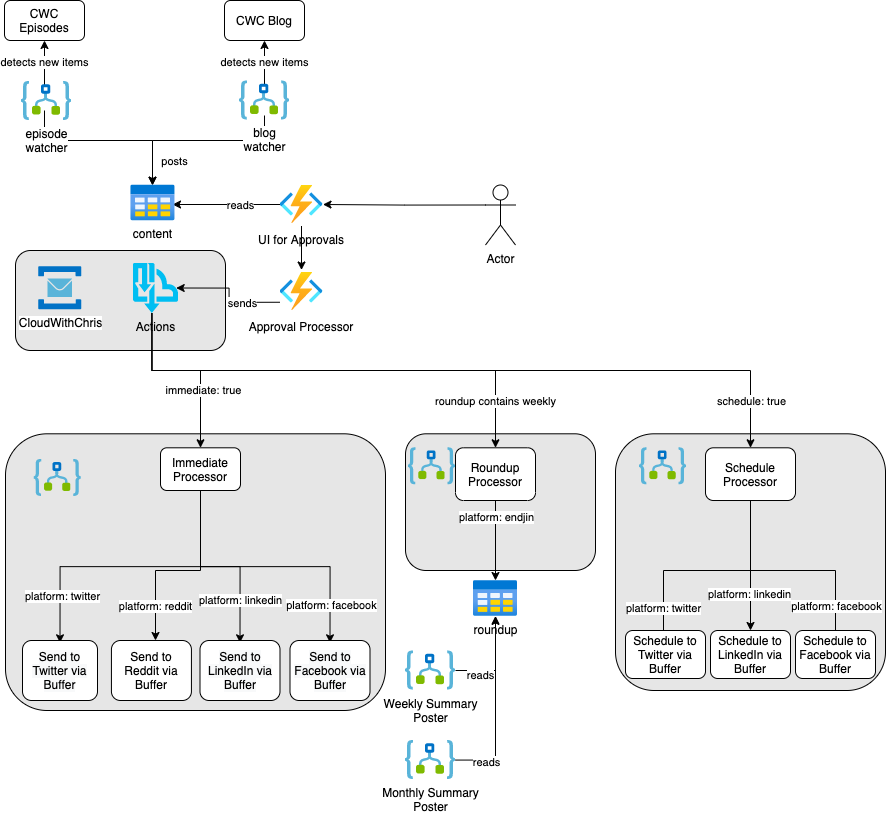 CWC
Episodes
CWC Blog
detects new items
detects new items
episode
watcher
blog
watcher
posts
reads
content
UI for Approvals
Actor
sends
CloudWithChris
Actions
Approval Processor
immediate: true
roundup contains weekly
schedule: true
Immediate
Processor
Roundup
Processor
Schedule
Processor
platform: endjin
platform: twitter
platform: reddit
platform: linkedin
platform: facebook
platform: twitter
platform: linkedin
platform: facebook
roundup
Send to
Twitter via
Buffer
Send to
Reddit via
Buffer
Send to
LinkedIn via
Buffer
Send to
Facebook via
Buffer
Schedule to
Twitter via
Buffer
Schedule to
LinkedIn via
Buffer
Schedule to
Facebook via
Buffer
reads
Weekly Summary
Poster
reads
Monthly Summary
Poster